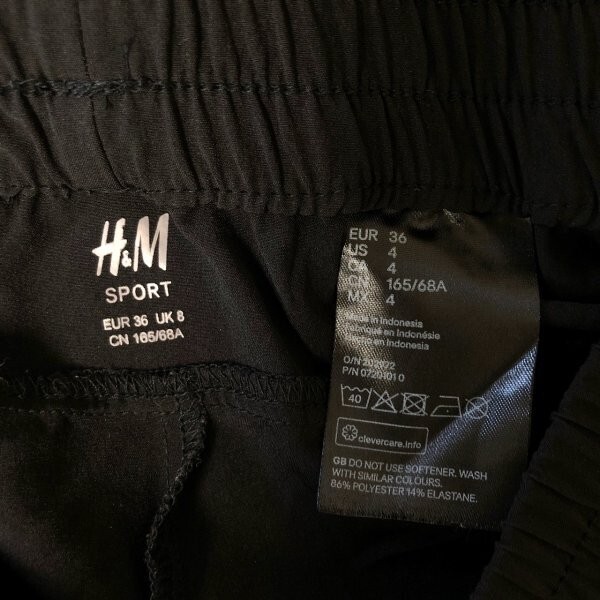 H&M
SPORT
EUR 36 UK 8
CN 165/68A
EUR 36
US 4
CA 4
CN 165/68A
MX 4
Made in Indonesia
Fabriqué en Indonésie
Hecho en Indonesia
O/N
P/N
40
clevercare.info
GB DO NOT USE SOFTENER. WASH
WITH SIMILAR COLOURS.
86% POLYESTER 14% ELASTANE.